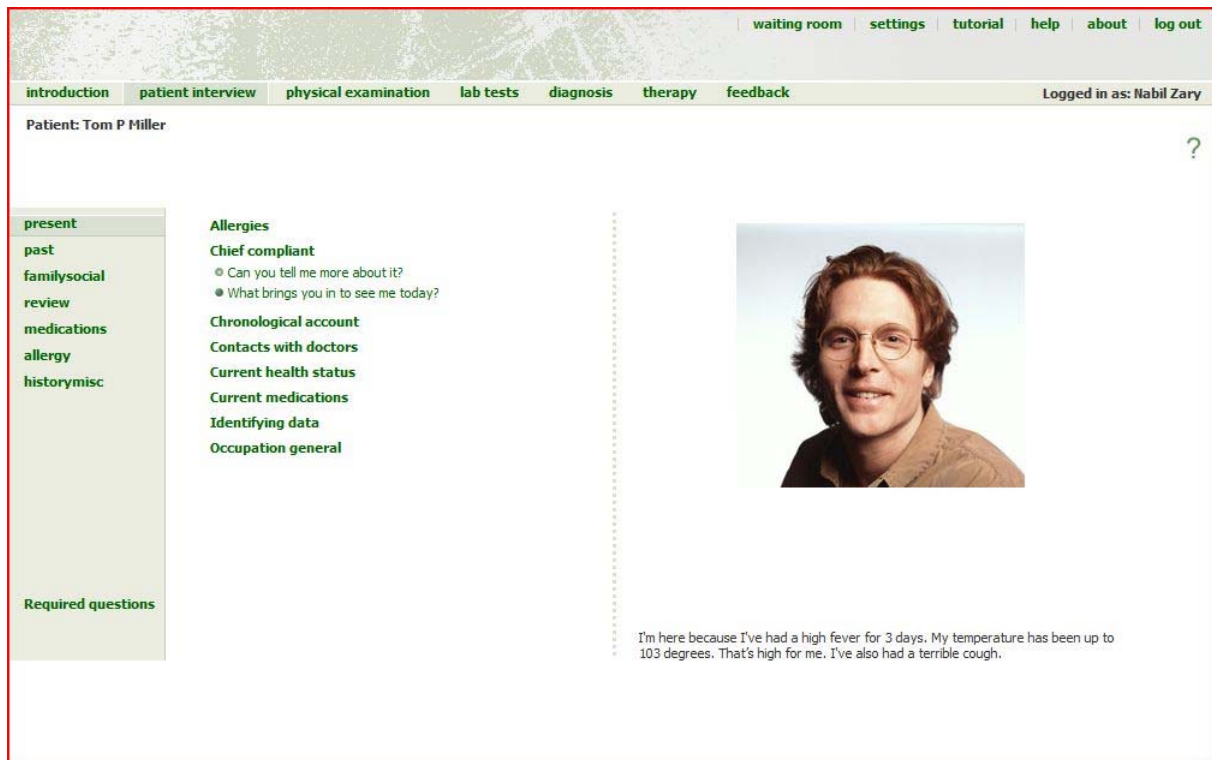 waiting room settings tutorial help about log out
introduction patient interview physical examination lab tests diagnosis therapy feedback Logged in as: Nabil Zary
Patient: Tom P Miller
?
present
past
familysocial
review
medications
allergy
historymisc
Required questions
Allergies
Chief compliant
Can you tell me more about it?
What brings you in to see me today?
Chronological account
Contacts with doctors
Current health status
Current medications
Identifying data
Occupation general
I'm here because I've had a high fever for 3 days. My temperature has been up to
103 degrees. That's high for me. I've also had a terrible cough.